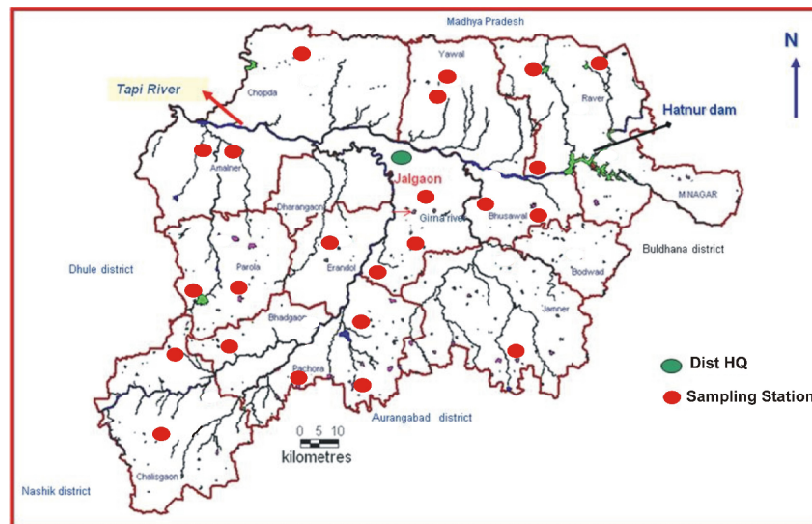 Madhya Pradesh
N
Yawal
Tapi River
Chopda
Raver
Hatnur dam
Amalner
Jalgaon
MNAGAR
Dharangaon
Girna river
Bhusawal
Buldhana district
Dhule district
Parola
Erandol
Bodwad
Bhadgaon
Jamner
Pachora
Dist HQ
Sampling Station
Aurangabad district
0 5 10
kilometres
Chalisgaon
Nashik district